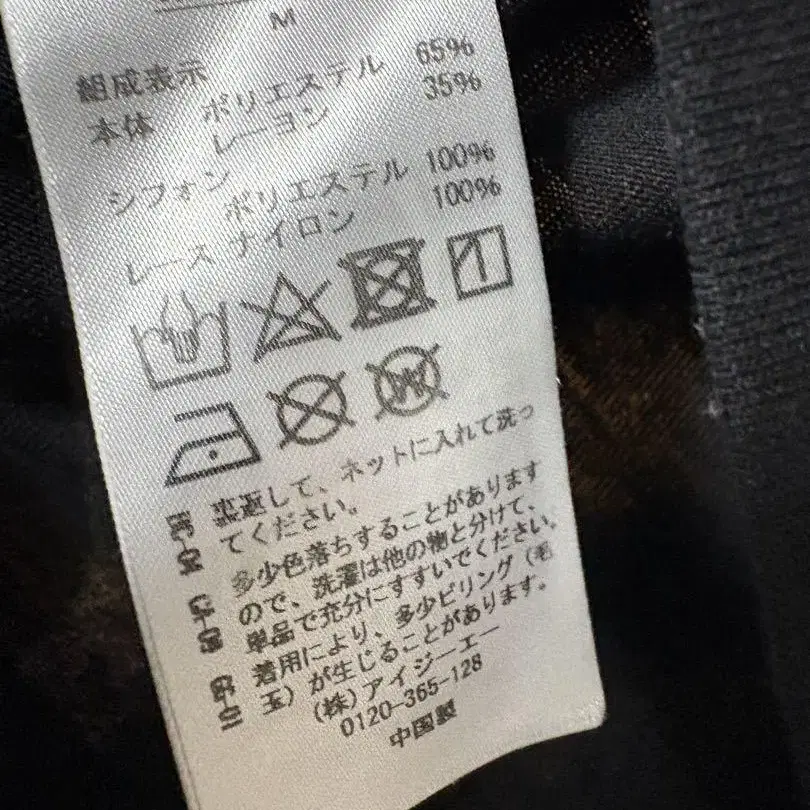 M
組成表示
本体 ポリエステル 65%
レーヨン 35%
シフォン
ポリエステル 100%
レース ナイロン 100%
W
裏返して、ネットに入れて洗っ
てください。
多少色落ちすることがあります
ので、洗濯は他の物と分けて、
単品で充分にすすいでください。
着用により、多少ピリング（毛
玉）が生じることがあります。
(株)アイジーエー
0120-365-128
中国製